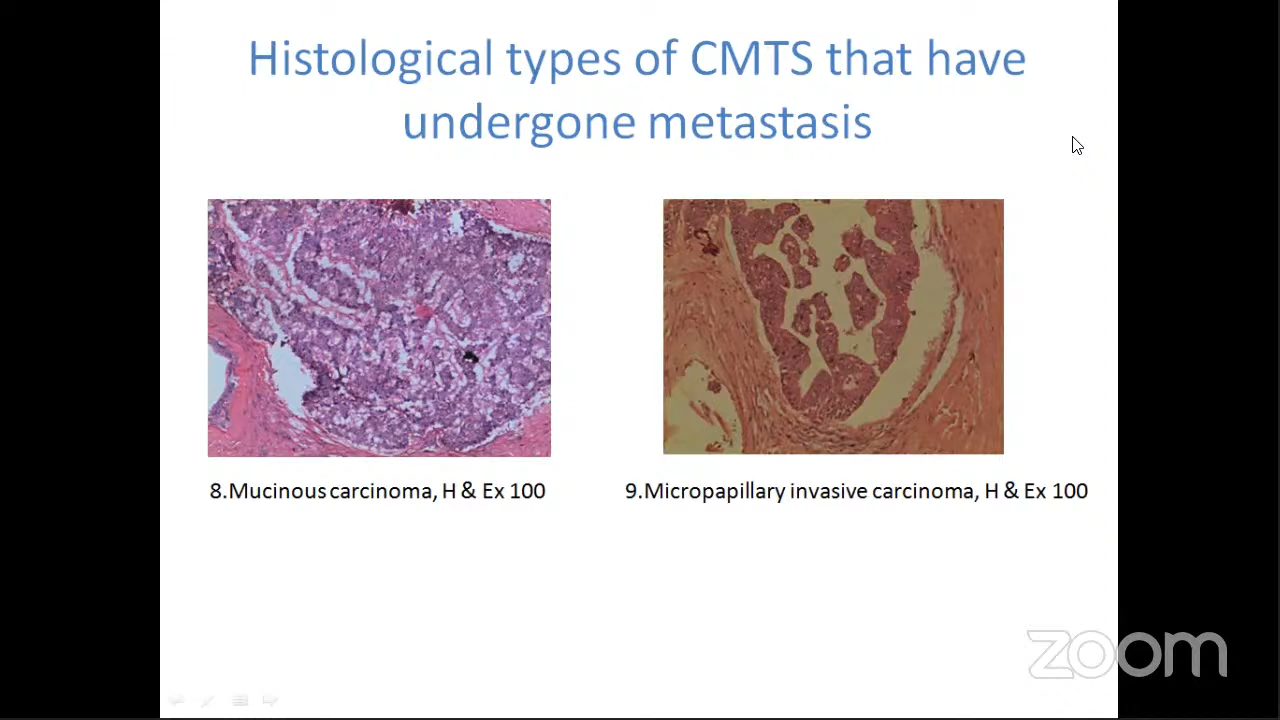 Histological types of CMTS that have
undergone metastasis
8.Mucinous carcinoma, H & Ex 100
9.Micropapillary invasive carcinoma, H & Ex 100
zoom